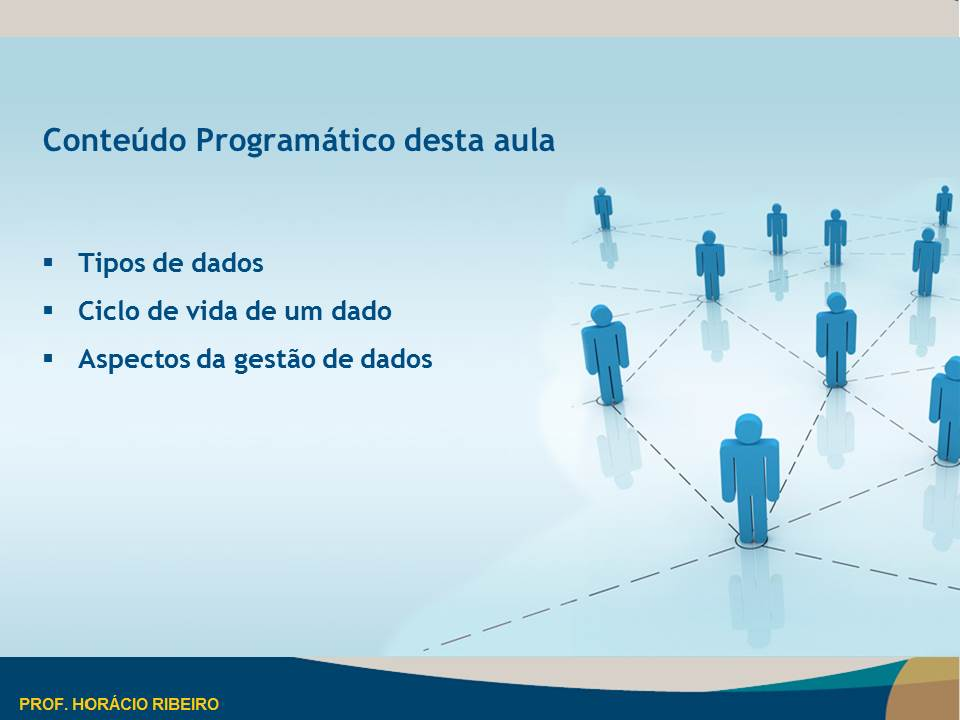 Conteúdo Programático desta aula
▪ Tipos de dados
▪ Ciclo de vida de um dado
▪ Aspectos da gestão de dados
PROF. HORÁCIO RIBEIRO